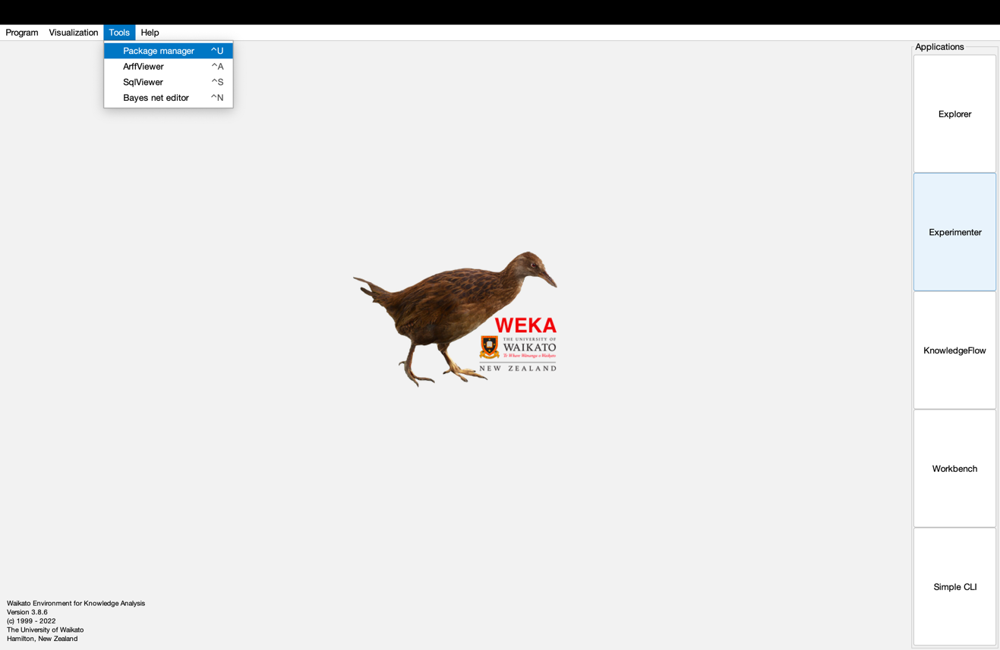 Program Visualization Tools Help
Package manager ^U
ArffViewer ^A
SqlViewer ^S
Bayes net editor ^N
Applications
Explorer
Experimenter
KnowledgeFlow
Workbench
Simple CLI
WEKA
THE UNIVERSITY OF
WAIKATO
Te Whare Wānanga o Waikato
NEW ZEALAND
Waikato Environment for Knowledge Analysis
Version 3.8.6
(c) 1999 - 2022
The University of Waikato
Hamilton, New Zealand